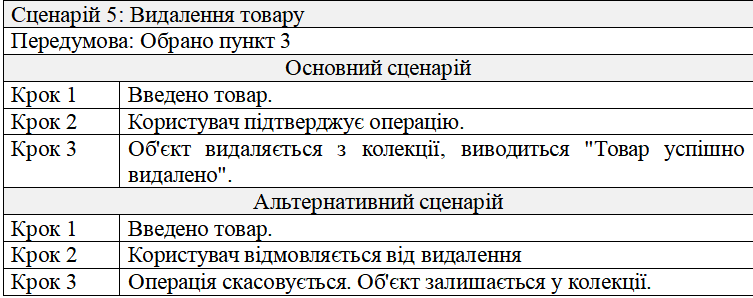 Сценарій 5: Видалення товару
Передумова: Обрано пункт 3
Основний сценарій
Крок 1 Введено товар.
Крок 2 Користувач підтверджує операцію.
Крок 3 Об'єкт видаляється з колекції, виводиться "Товар успішно
видалено".
Альтернативний сценарій
Крок 1 Введено товар.
Крок 2 Користувач відмовляється від видалення
Крок 3 Операція скасовується. Об'єкт залишається у колекції.